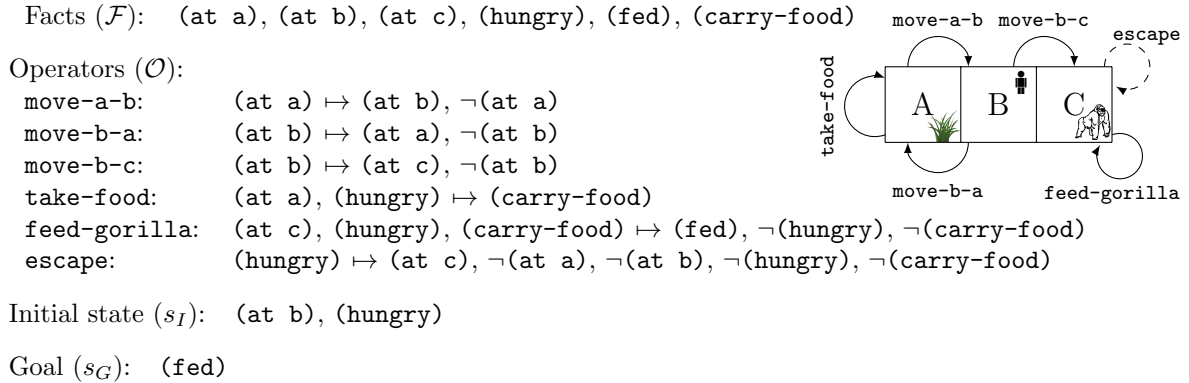 Facts (ℱ): (at a), (at b), (at c), (hungry), (fed), (carry-food)
Operators (𝒪):
move-a-b: (at a) ↦ (at b), ¬(at a)
move-b-a: (at b) ↦ (at a), ¬(at b)
move-b-c: (at b) ↦ (at c), ¬(at b)
take-food: (at a), (hungry) ↦ (carry-food)
feed-gorilla: (at c), (hungry), (carry-food) ↦ (fed), ¬(hungry), ¬(carry-food)
escape: (hungry) ↦ (at c), ¬(at a), ¬(at b), ¬(hungry), ¬(carry-food)
Initial state (s_I): (at b), (hungry)
Goal (s_G): (fed)
move-a-b move-b-c
escape
take-food
A B C
move-b-a
feed-gorilla